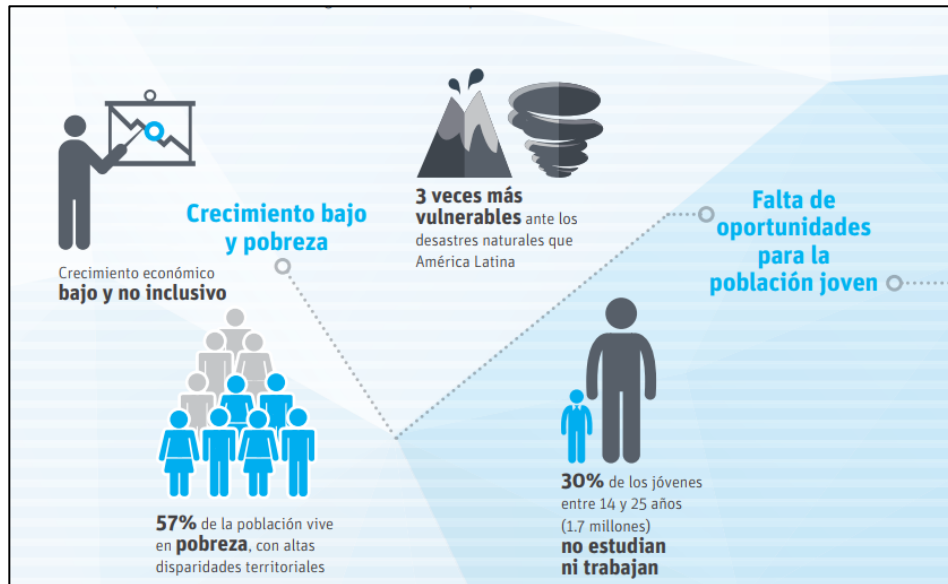 Crecimiento bajo
y pobreza
Crecimiento económico
bajo y no inclusivo
3 veces más
vulnerables ante los
desastres naturales que
América Latina
Falta de
oportunidades
para la
población joven
57% de la población vive
en pobreza, con altas
disparidades territoriales
30% de los jóvenes
entre 14 y 25 años
(1.7 millones)
no estudian
ni trabajan